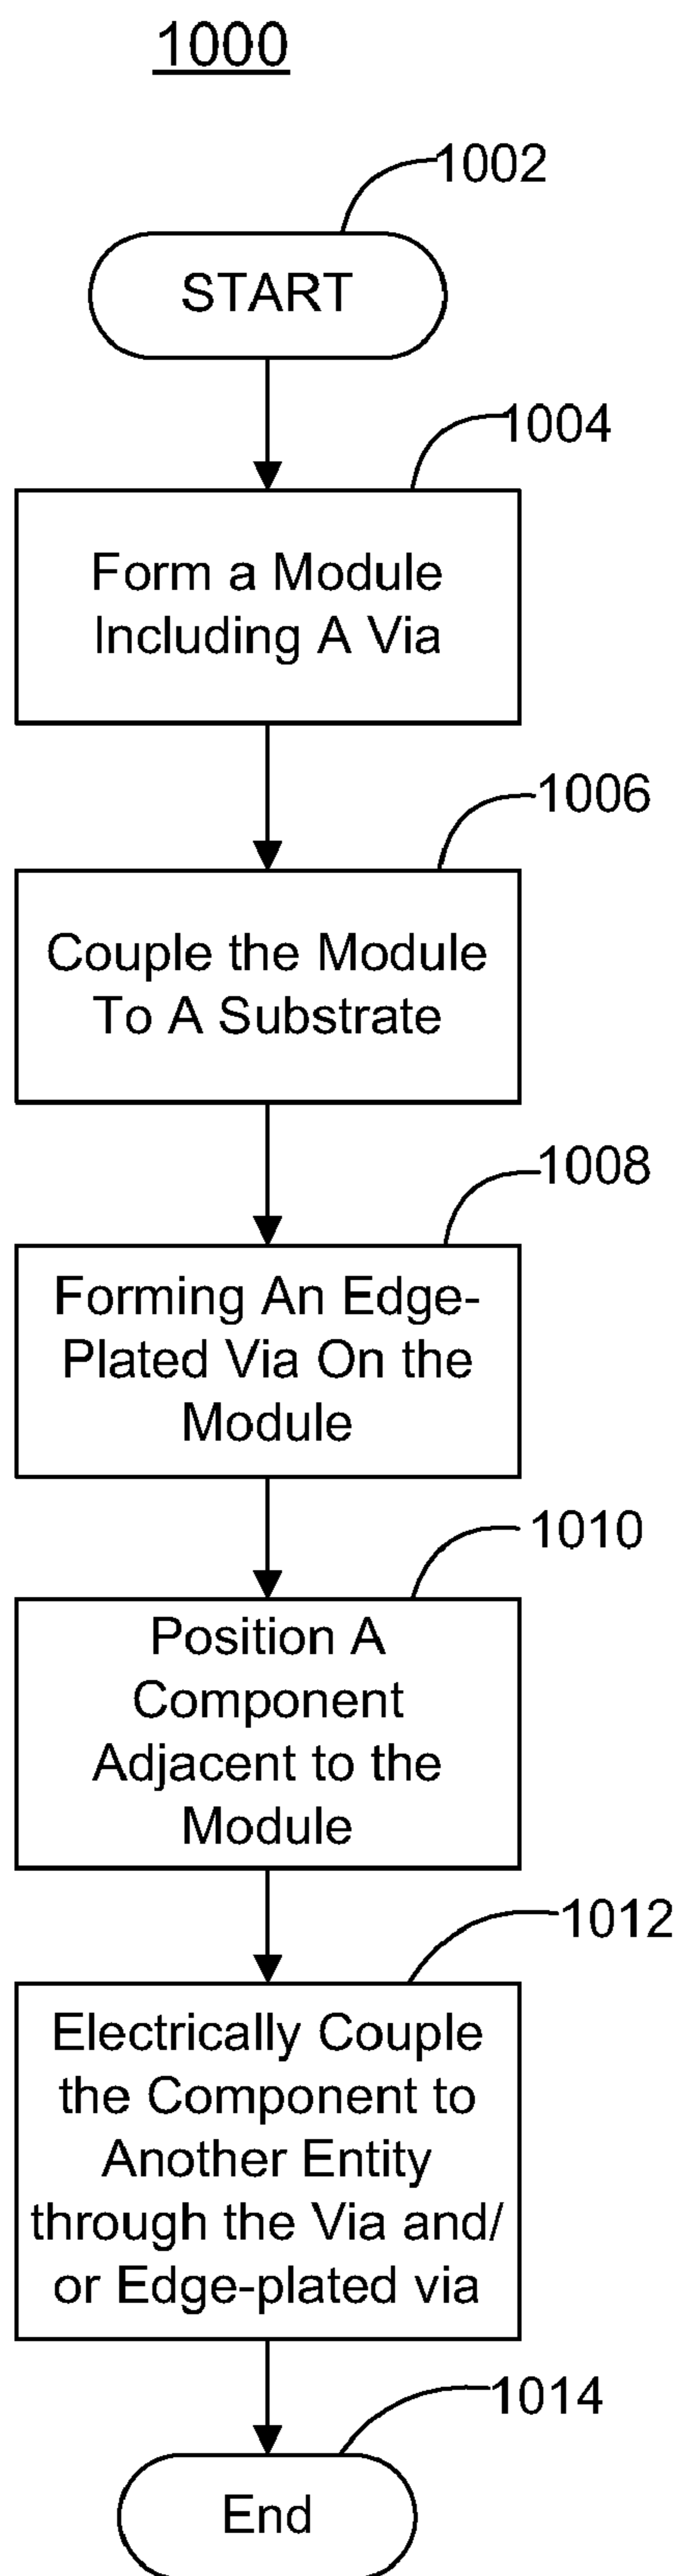 1000
1002
START
1004
Form a Module
Including A Via
1006
Couple the Module
To A Substrate
1008
Forming An Edge-
Plated Via On the
Module
1010
Position A
Component
Adjacent to the
Module
1012
Electrically Couple
the Component to
Another Entity
through the Via and/
or Edge-plated via
1014
End